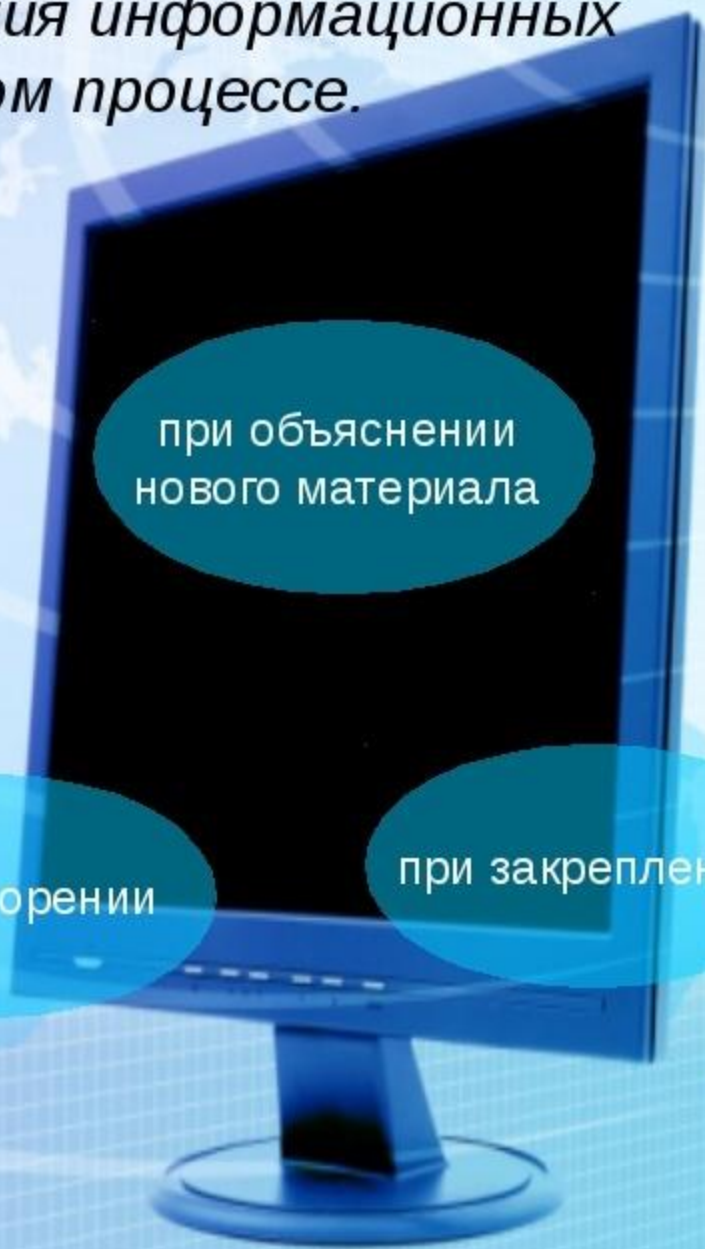 ия информационных
ом процессе.
при объяснении
нового материала
орении
при закреплен